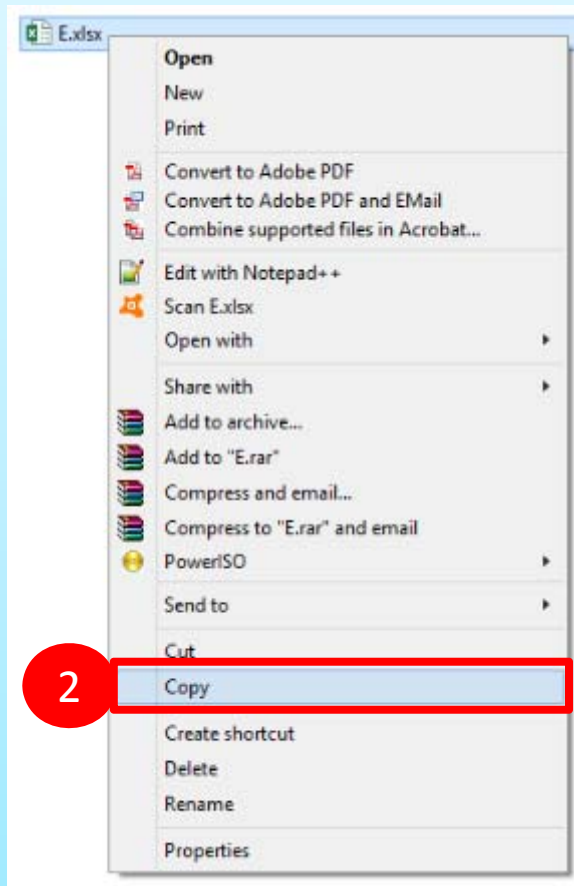 E.xlsx
Open
New
Print
Convert to Adobe PDF
Convert to Adobe PDF and EMail
Combine supported files in Acrobat...
Edit with Notepad++
Scan E.xlsx
Open with
Share with
Add to archive...
Add to "E.rar"
Compress and email...
Compress to "E.rar" and email
PowerISO
Send to
Cut
2 Copy
Create shortcut
Delete
Rename
Properties